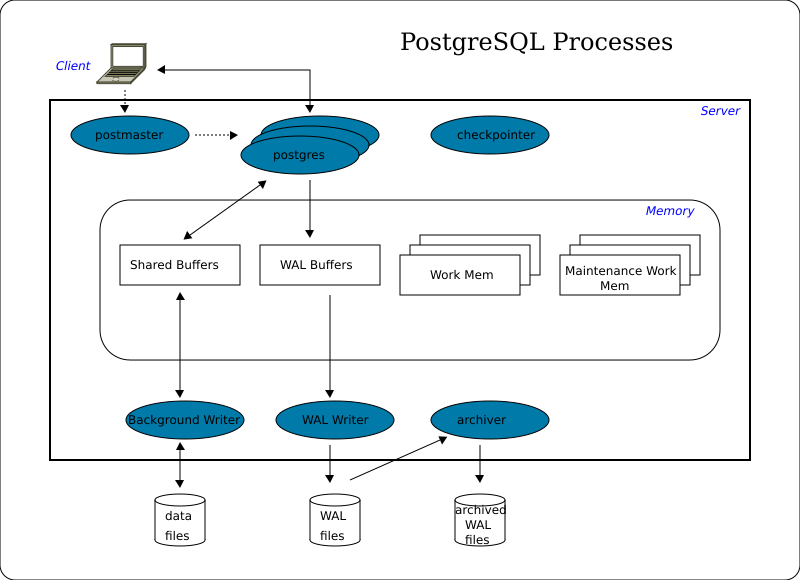 PostgreSQL Processes
Client
Server
postmaster
postgres
checkpointer
Memory
Shared Buffers
WAL Buffers
Work Mem
Maintenance Work
Mem
Background Writer
WAL Writer
archiver
data
files
WAL
files
archived
WAL
files